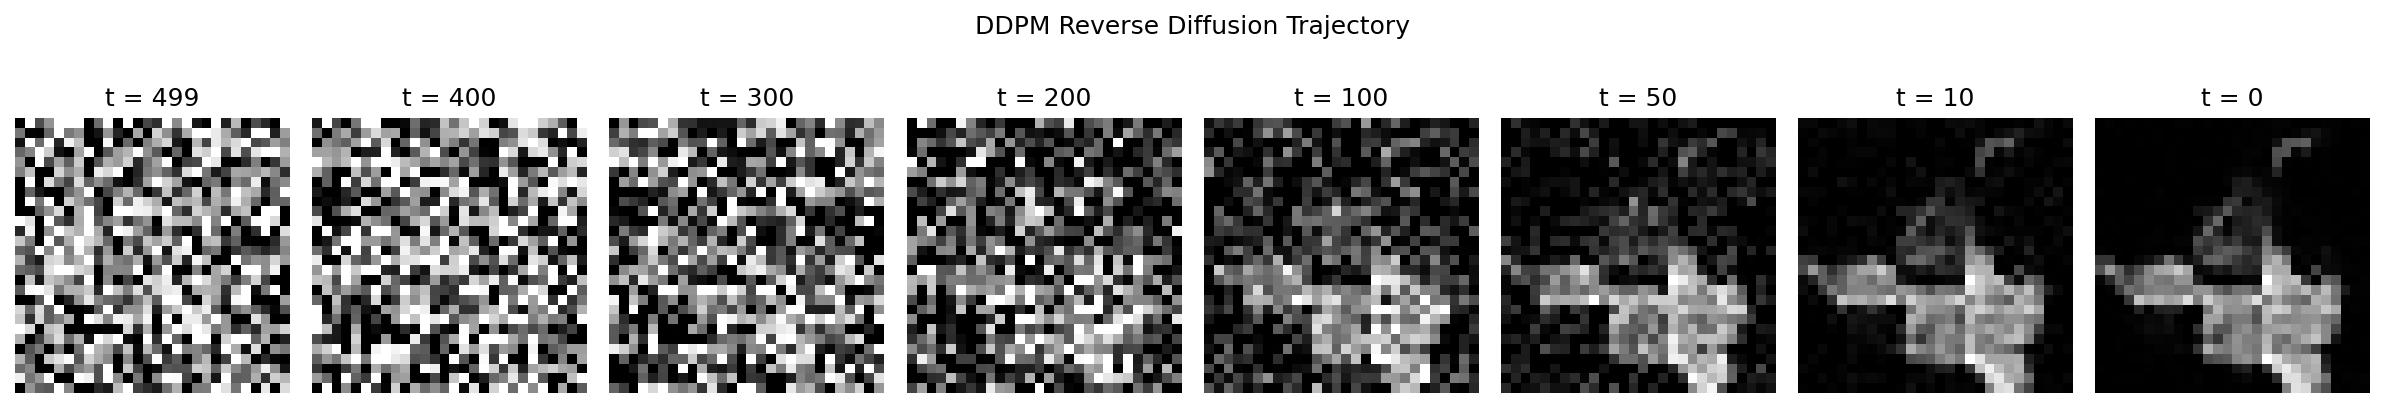 DDPM Reverse Diffusion Trajectory
t = 499 t = 400 t = 300 t = 200 t = 100 t = 50 t = 10 t = 0